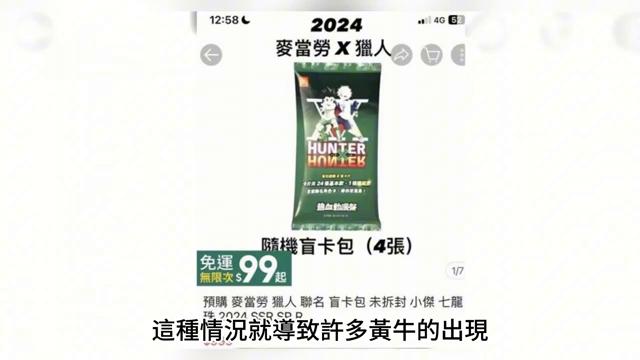 12:58
4G 52
2024
麥當勞 X 獵人
HUNTER
HUNTER
隨機盲卡包（4張）
免運
無限次
$99起
1/7
預購 麥當勞 獵人 聯名 盲卡包 未拆封 小傑 七龍
珠 2024 SSR SP R
這種情況就導致許多黃牛的出現